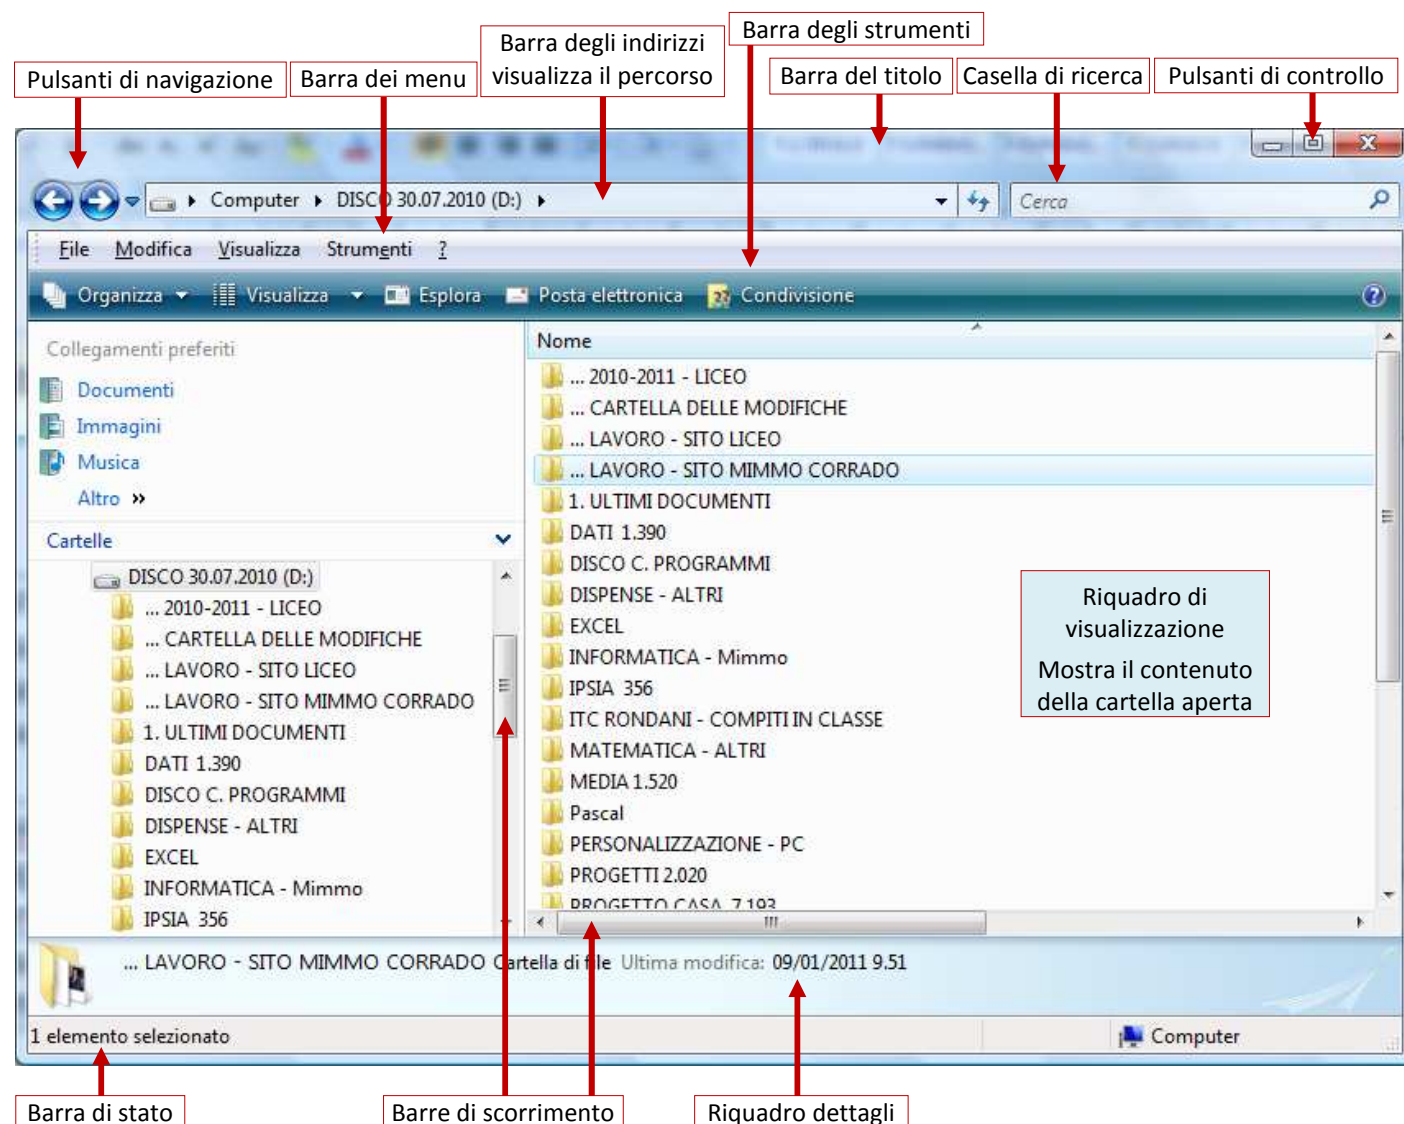 Barra degli strumenti
Barra degli indirizzi
visualizza il percorso
Pulsanti di navigazione
Barra dei menu
Barra del titolo
Casella di ricerca
Pulsanti di controllo
Computer DISCO 30.07.2010 (D:)
Cerca
File Modifica Visualizza Strumenti ?
Organizza Visualizza Esplora Posta elettronica Condivisione
Collegamenti preferiti
Documenti
Immagini
Musica
Altro »
Cartelle
DISCO 30.07.2010 (D:)
... 2010-2011 - LICEO
... CARTELLA DELLE MODIFICHE
... LAVORO - SITO LICEO
... LAVORO - SITO MIMMO CORRADO
1. ULTIMI DOCUMENTI
DATI 1.390
DISCO C. PROGRAMMI
DISPENSE - ALTRI
EXCEL
INFORMATICA - Mimmo
IPSIA 356
Nome
... 2010-2011 - LICEO
... CARTELLA DELLE MODIFICHE
... LAVORO - SITO LICEO
... LAVORO - SITO MIMMO CORRADO
1. ULTIMI DOCUMENTI
DATI 1.390
DISCO C. PROGRAMMI
DISPENSE - ALTRI
EXCEL
INFORMATICA - Mimmo
IPSIA 356
ITC RONDANI - COMPITI IN CLASSE
MATEMATICA - ALTRI
MEDIA 1.520
Pascal
PERSONALIZZAZIONE - PC
PROGETTI 2.020
PROGETTO CASA 7.193
Riquadro di
visualizzazione
Mostra il contenuto
della cartella aperta
... LAVORO - SITO MIMMO CORRADO Cartella di file Ultima modifica: 09/01/2011 9.51
1 elemento selezionato
Computer
Barra di stato
Barre di scorrimento
Riquadro dettagli